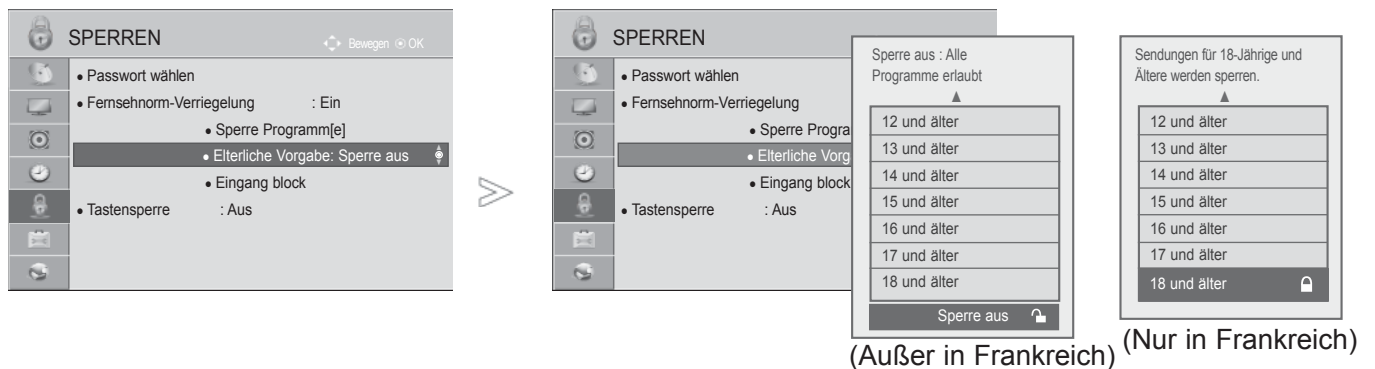 SPERREN
Bewegen OK
• Passwort wählen
• Fernsehnorm-Verriegelung : Ein
• Sperre Programm[e]
• Elterliche Vorgabe: Sperre aus
• Eingang block
• Tastensperre : Aus
SPERREN
• Passwort wählen
• Fernsehnorm-Verriegelung
• Sperre Progra
• Elterliche Vorg
• Eingang block
• Tastensperre : Aus
Sperre aus : Alle
Programme erlaubt
12 und älter
13 und älter
14 und älter
15 und älter
16 und älter
17 und älter
18 und älter
Sperre aus
(Außer in Frankreich)
Sendungen für 18-Jährige und
Ältere werden sperren.
12 und älter
13 und älter
14 und älter
15 und älter
16 und älter
17 und älter
18 und älter
(Nur in Frankreich)